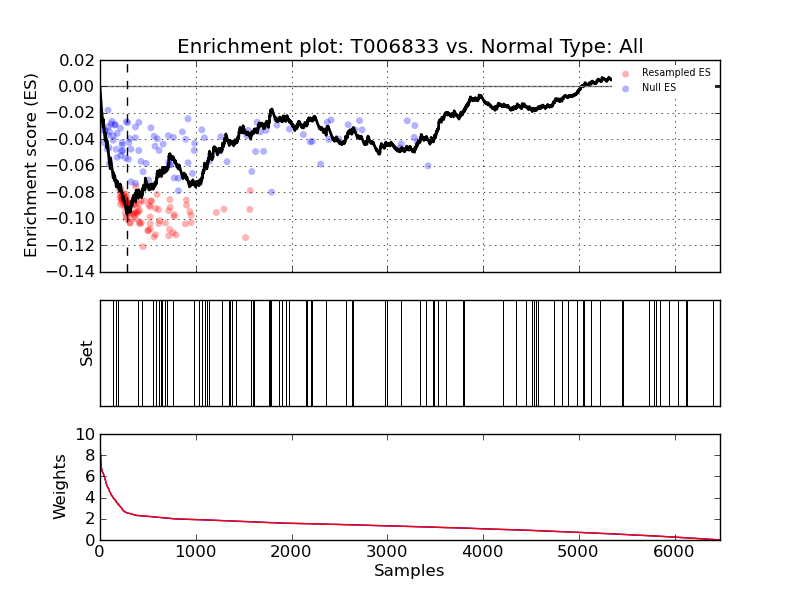 Enrichment plot: T006833 vs. Normal Type: All
Enrichment score (ES)
0.02
0.00
−0.02
−0.04
−0.06
−0.08
−0.10
−0.12
−0.14
Resampled ES
Null ES
Set
Weights
10
8
6
4
2
0
0 1000 2000 3000 4000 5000 6000
Samples